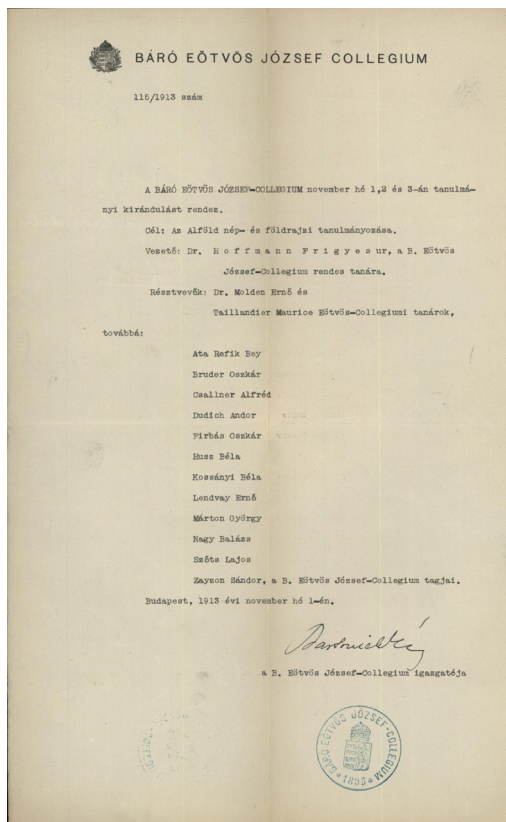 BÁRÓ EÖTVÖS JÓZSEF COLLEGIUM
115/1913 szám
A BÁRÓ EÖTVÖS JÓZSEF-COLLEGIUM november hó 1,2 és 3-án tanulmá-
nyi kirándulást rendez.
Cél: Az Alföld nép- és földrajzi tanulmányozása.
Vezető: Dr. H o f f m a n n F r i g y e s ur, a B. Eötvös
József-Collegium rendes tanára.
Résztvevők: Dr. Molden Ernő és
Taillandier Maurice Eötvös-Collegiumi tanárok,
továbbá:
Ata Refik Bey
Bruder Oszkár
Csallner Alfréd
Dudich Andor
Firbás Oszkár
Husz Béla
Kossányi Béla
Lendvay Ernő
Márton György
Nagy Balázs
Szőts Lajos
Zayzon Sándor, a B. Eötvös József-Collegium tagjai.
Budapest, 1913 évi november hó 1-én.
a B. Eötvös József-Collegium igazgatója
BÁRÓ EÖTVÖS JÓZSEF-COLLEGIUM
*1895*